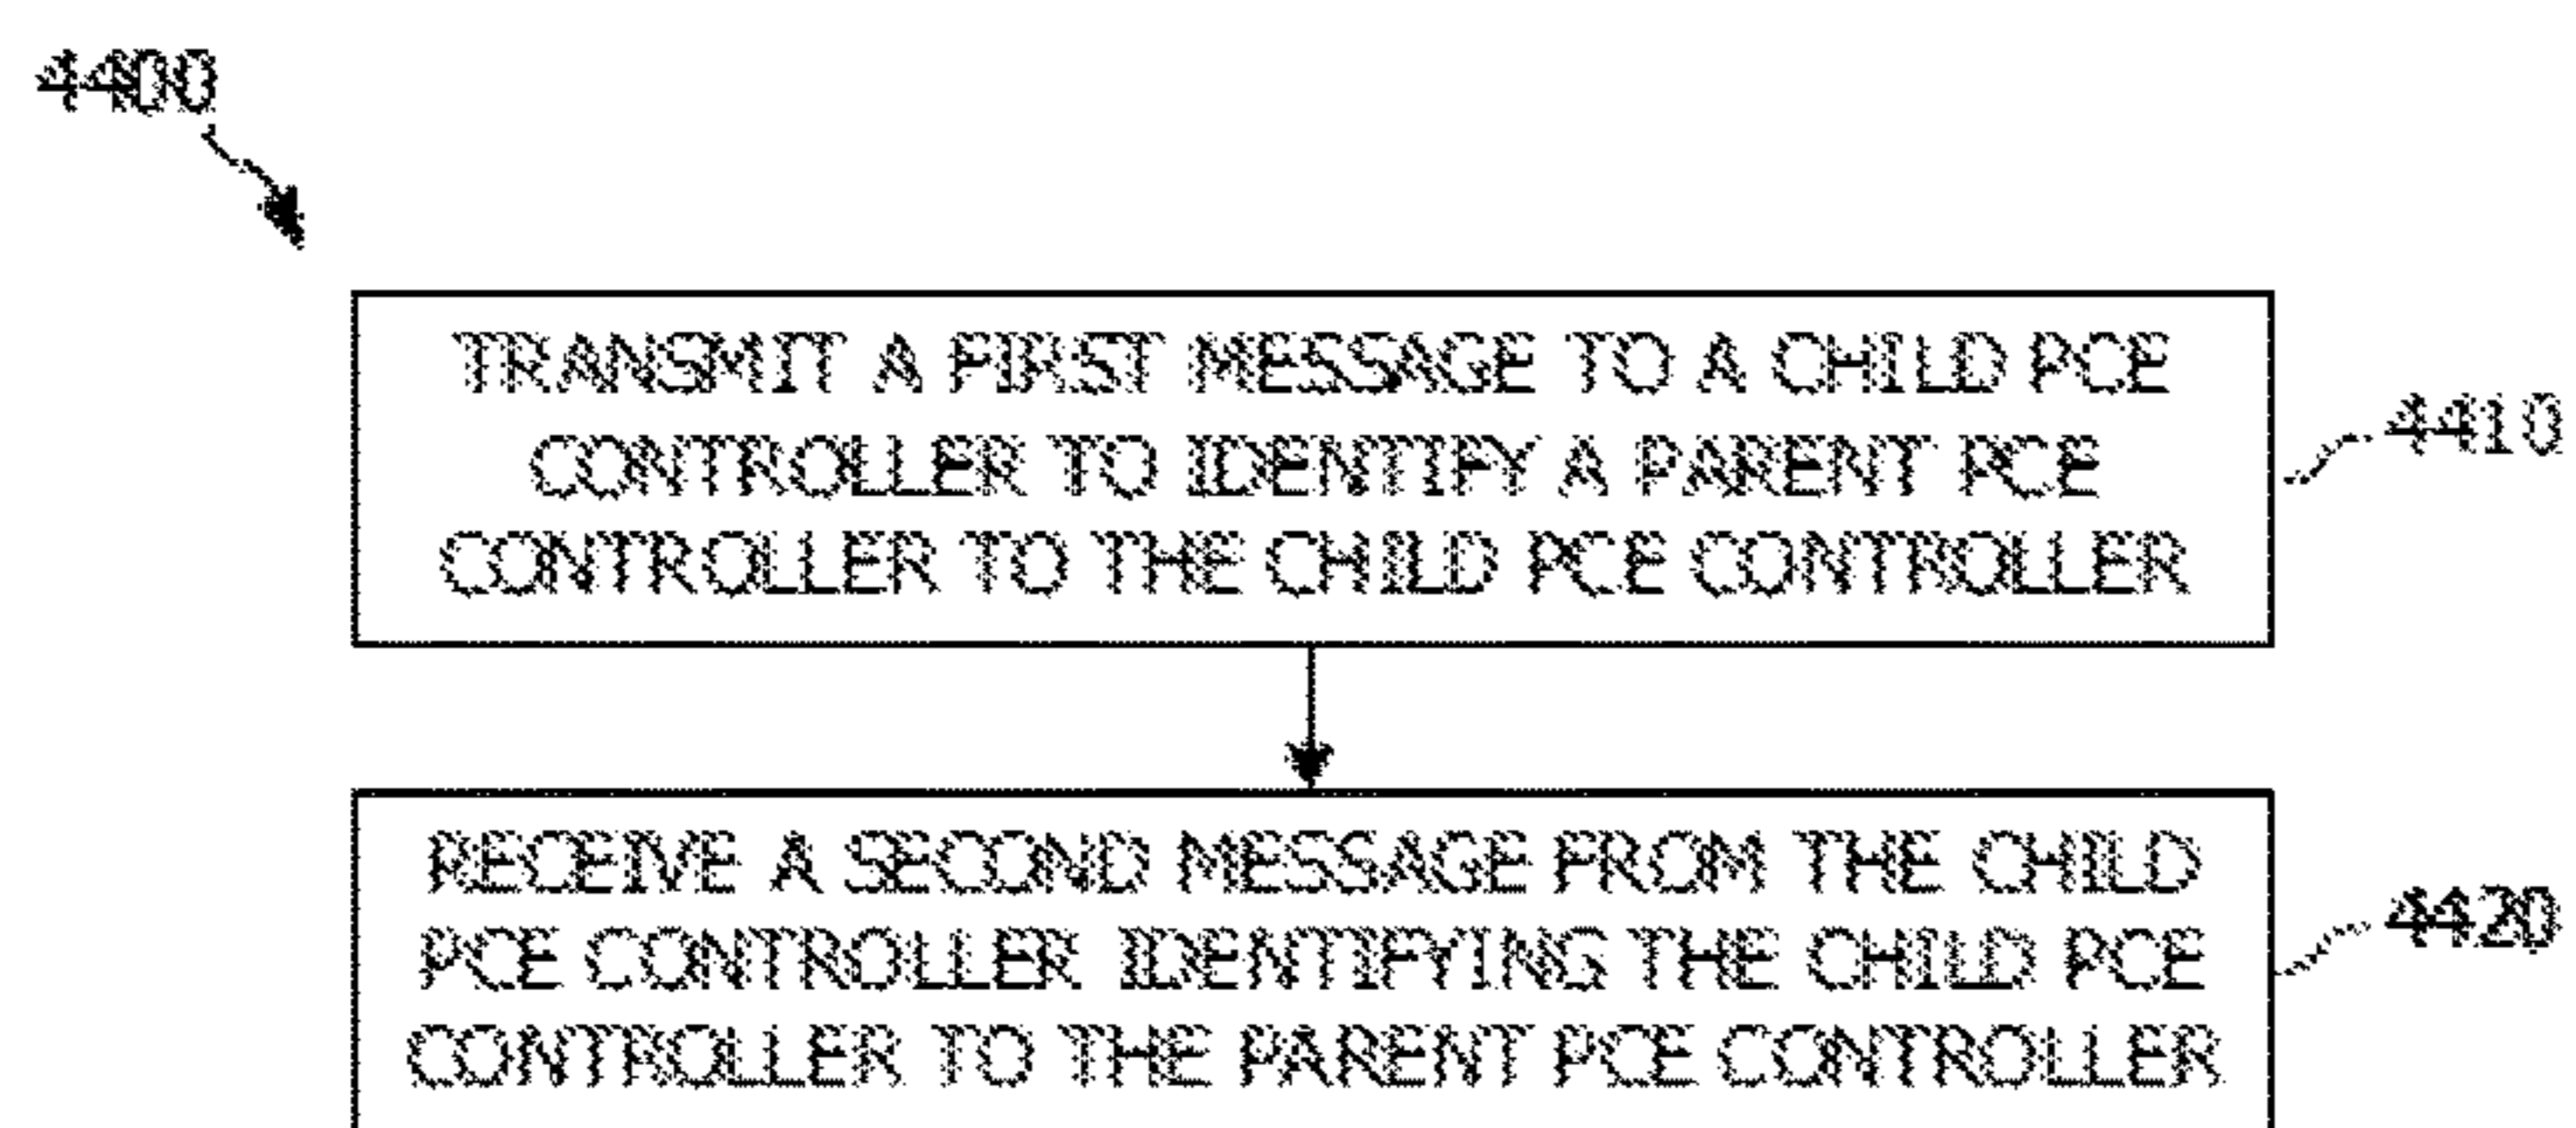 4400
TRANSMIT A FIRST MESSAGE TO A CHILD PCE
CONTROLLER TO IDENTIFY A PARENT PCE
CONTROLLER TO THE CHILD PCE CONTROLLER
4410
RECEIVE A SECOND MESSAGE FROM THE CHILD
PCE CONTROLLER IDENTIFYING THE CHILD PCE
CONTROLLER TO THE PARENT PCE CONTROLLER
4420